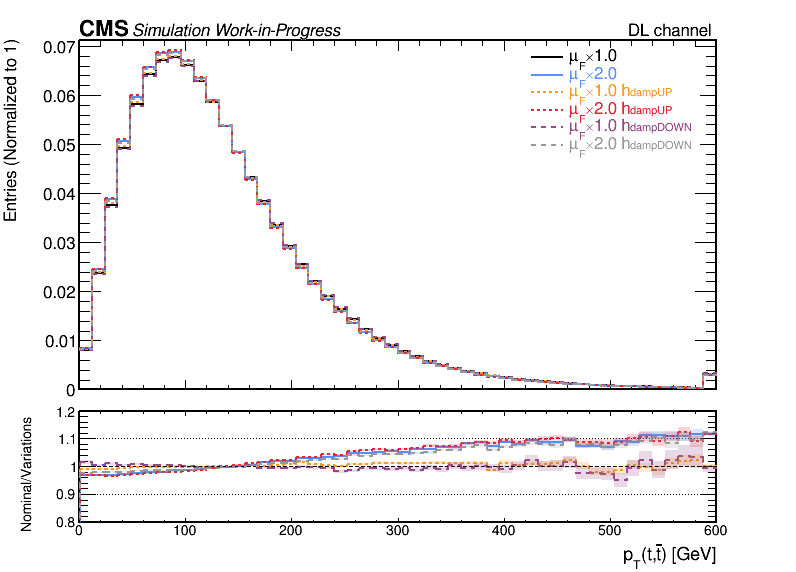 CMS Simulation Work-in-Progress DL channel
Entries (Normalized to 1)
0.07
0.06
0.05
0.04
0.03
0.02
0.01
0
μF×1.0
μF×2.0
μF×1.0 hdampUP
μF×2.0 hdampUP
μF×1.0 hdampDOWN
μF×2.0 hdampDOWN
Nominal/Variations
1.2
1.1
1
0.9
0.8
0 100 200 300 400 500 600
pT(t,t̄) [GeV]